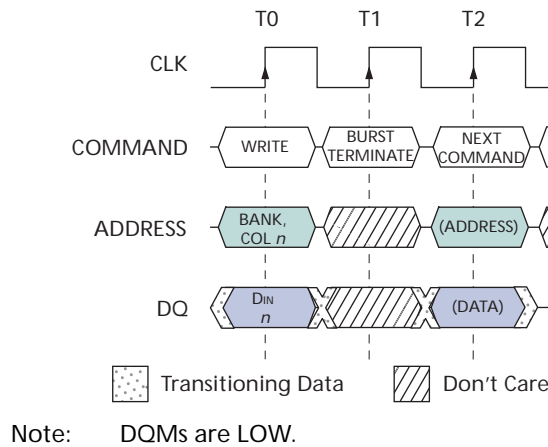 T0 T1 T2
CLK
COMMAND WRITE BURST TERMINATE NEXT COMMAND
ADDRESS BANK, COL n (ADDRESS)
DQ DIN n (DATA)
Transitioning Data Don't Care
Note: DQMs are LOW.